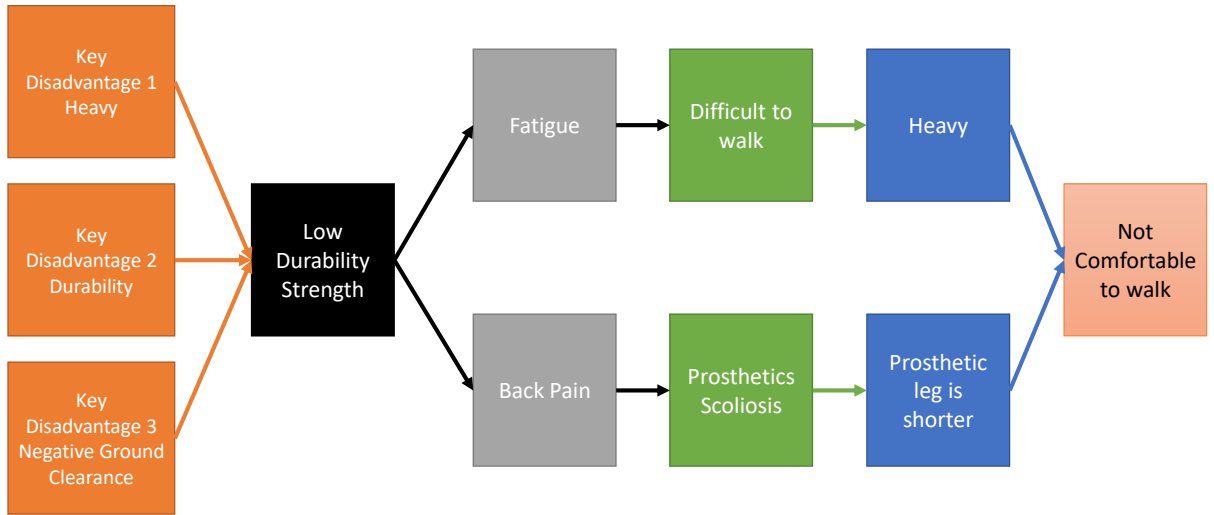 Key
Disadvantage 1
Heavy
Key
Disadvantage 2
Durability
Key
Disadvantage 3
Negative Ground
Clearance
Low
Durability
Strength
Fatigue
Difficult to
walk
Heavy
Back Pain
Prosthetics
Scoliosis
Prosthetic
leg is
shorter
Not
Comfortable
to walk